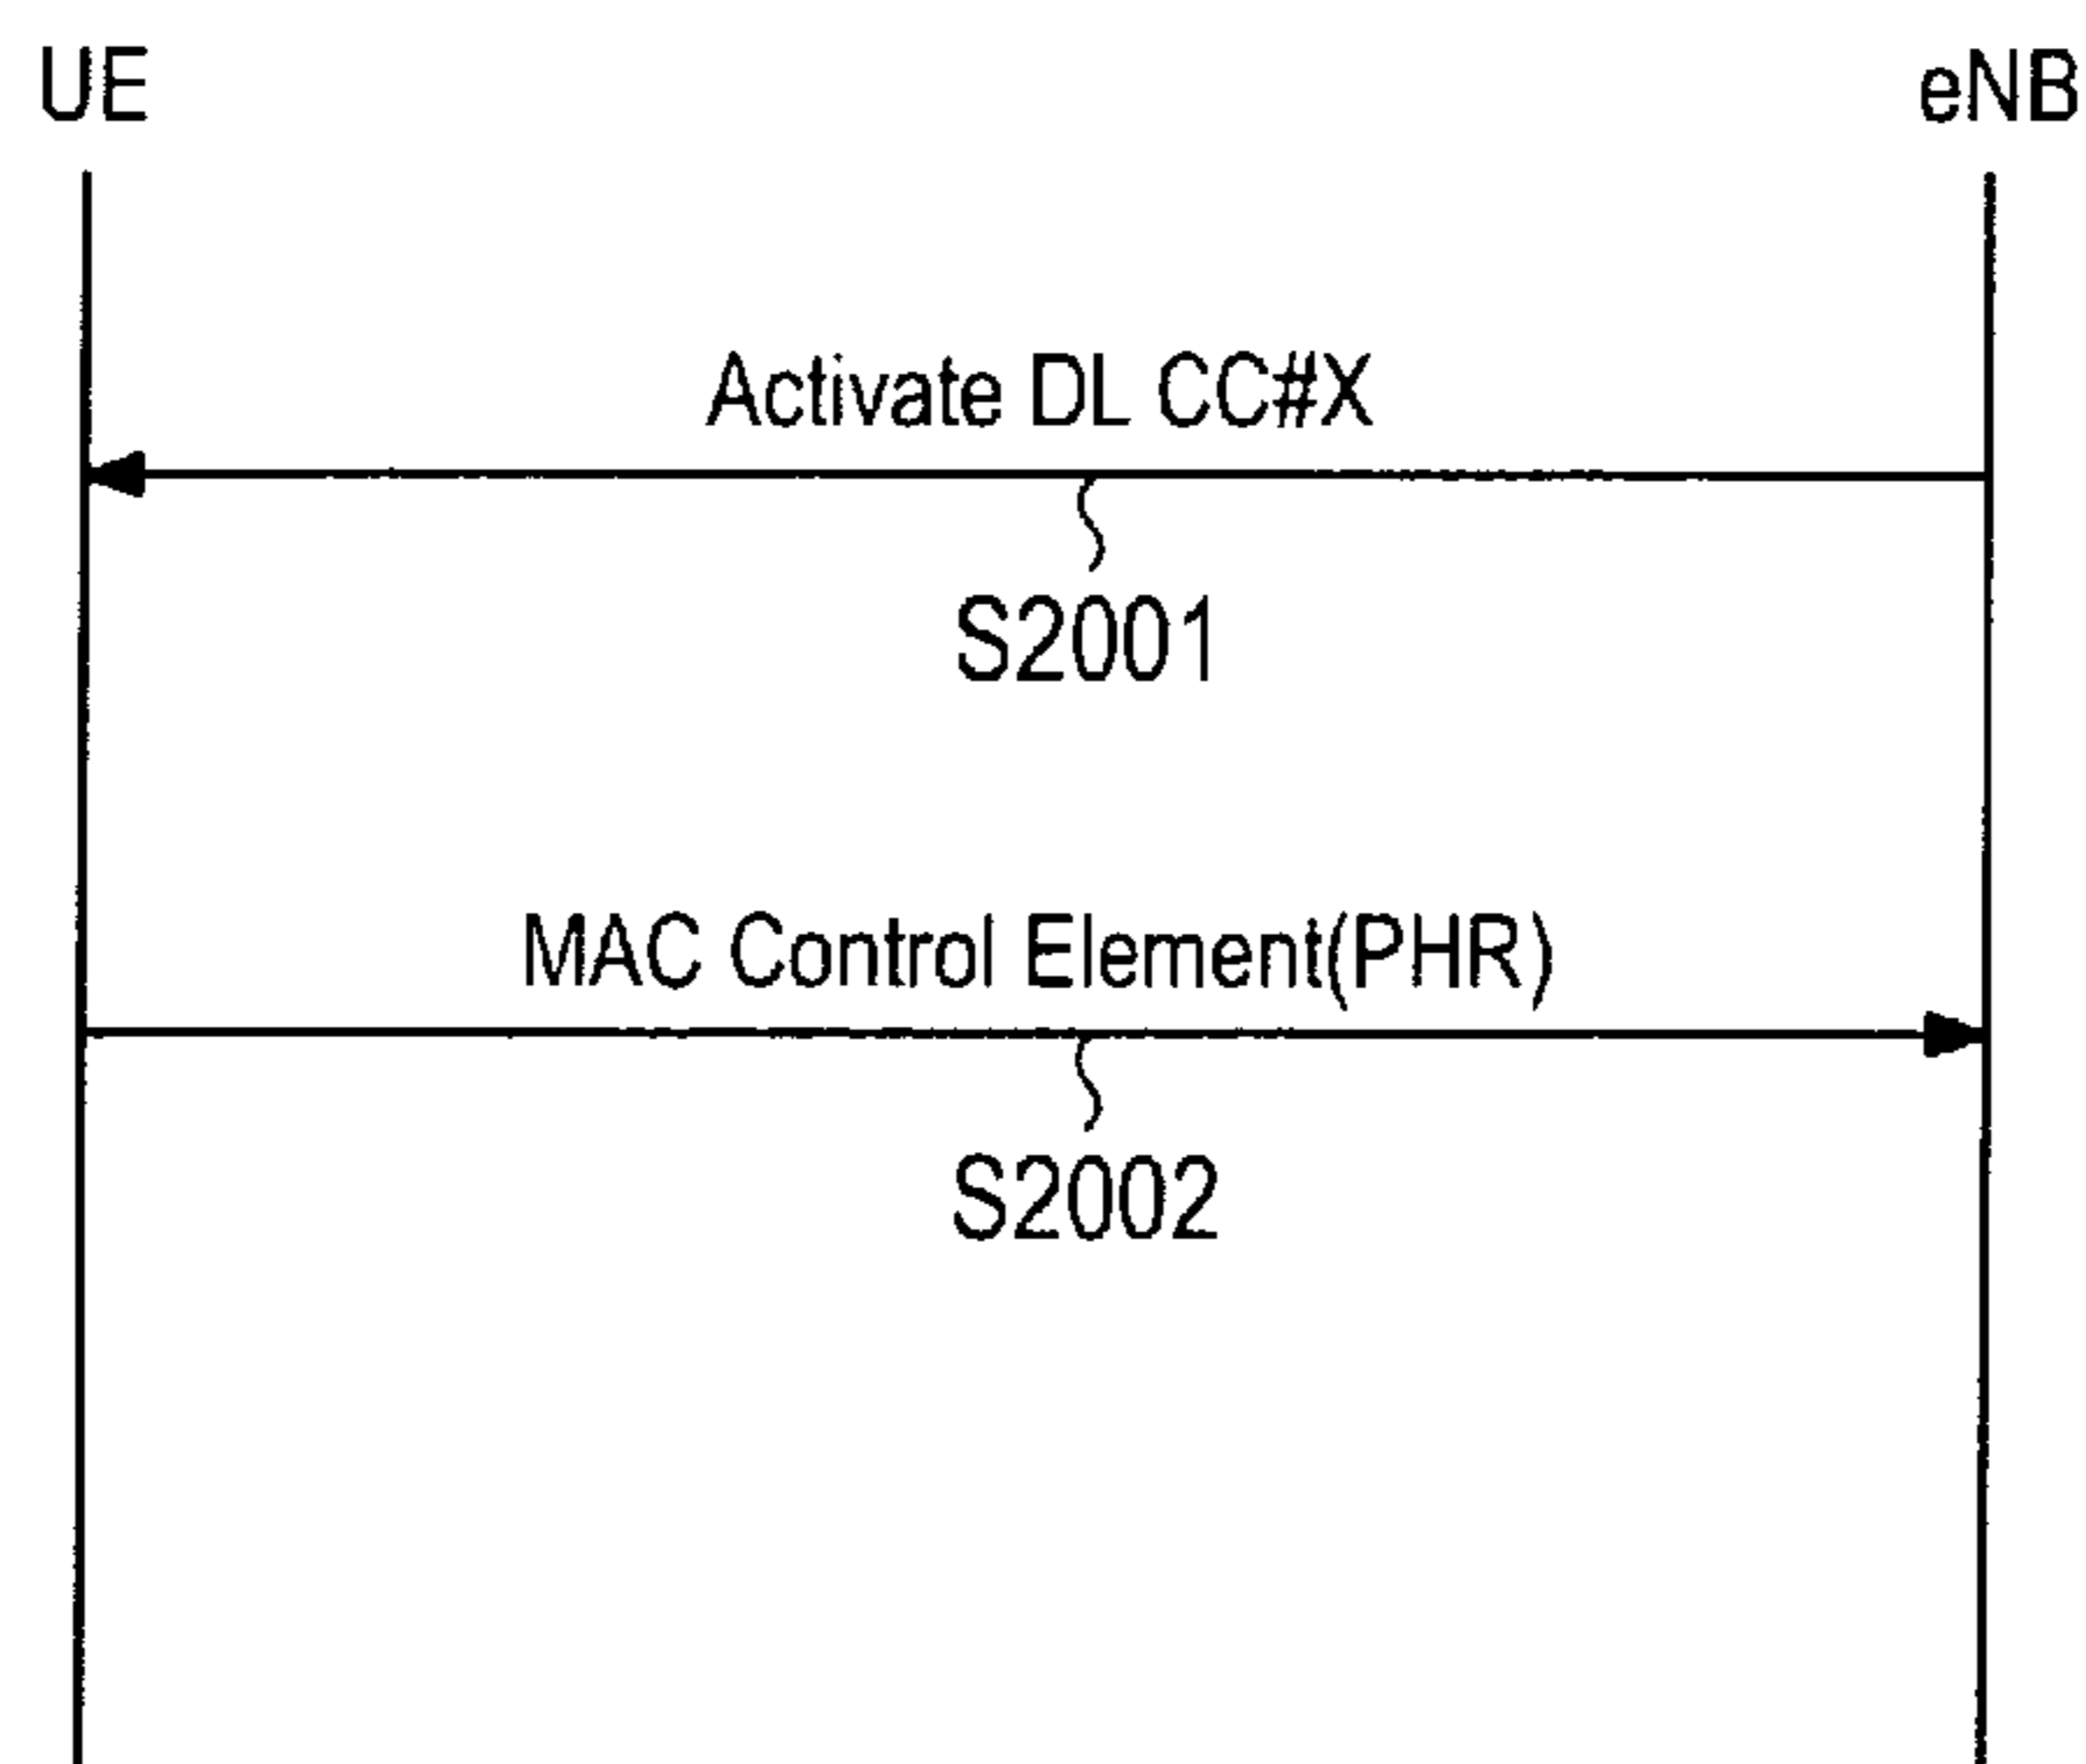 UE eNB
Activate DL CC#X
S2001
MAC Control Element(PHR)
S2002